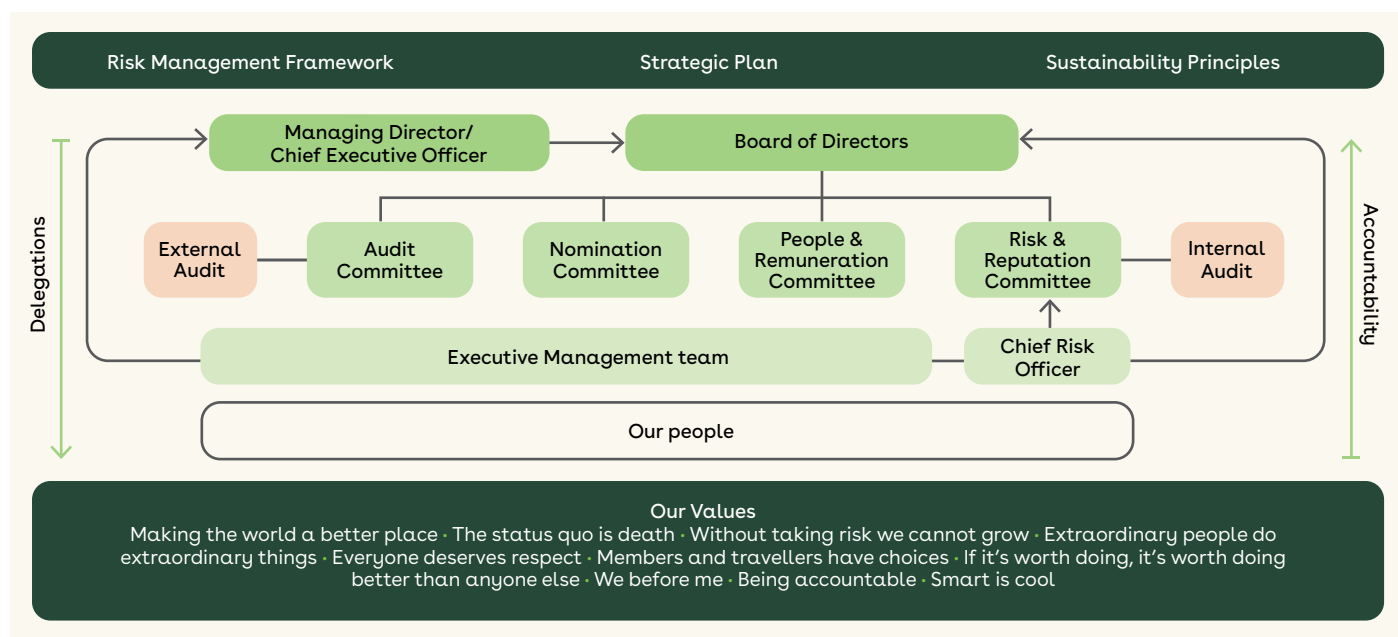 Risk Management Framework
Strategic Plan
Sustainability Principles
Managing Director/
Chief Executive Officer
Board of Directors
Delegations
Accountability
External
Audit
Audit
Committee
Nomination
Committee
People &
Remuneration
Committee
Risk &
Reputation
Committee
Internal
Audit
Executive Management team
Chief Risk
Officer
Our people
Our Values
Making the world a better place · The status quo is death · Without taking risk we cannot grow · Extraordinary people do
extraordinary things · Everyone deserves respect · Members and travellers have choices · If it’s worth doing, it’s worth doing
better than anyone else · We before me · Being accountable · Smart is cool